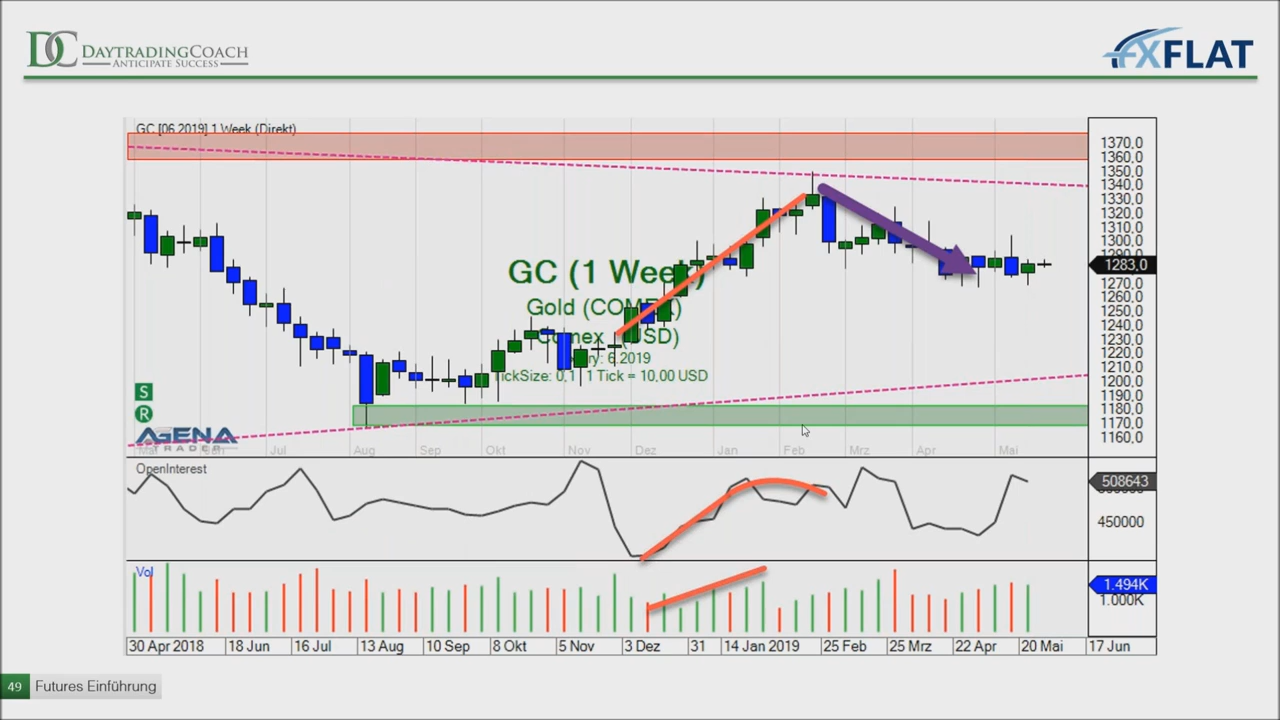 DC DAYTRADINGCOACH
ANTICIPATE SUCCESS
FXFLAT
GC [06.2019] 1 Week (Direkt)
1370,0
1360,0
1350,0
1340,0
1330,0
1320,0
1310,0
1300,0
1283,0
1270,0
1260,0
1250,0
1240,0
1230,0
1220,0
1210,0
1200,0
1190,0
1180,0
1170,0
1160,0
GC (1 Week)
Gold (COMEX)
TickSize: 0,1 1 Tick = 10,00 USD
S
R
AGENA
TRADER
Mai Jun Jul Aug Sep Okt Nov Dez Jan Feb Mrz Apr Mai
OpenInterest
508643
450000
Vol
1.494K
1.000K
30 Apr 2018 18 Jun 16 Jul 13 Aug 10 Sep 8 Okt 5 Nov 3 Dez 31 14 Jan 2019 25 Feb 25 Mrz 22 Apr 20 Mai 17 Jun
49 Futures Einführung